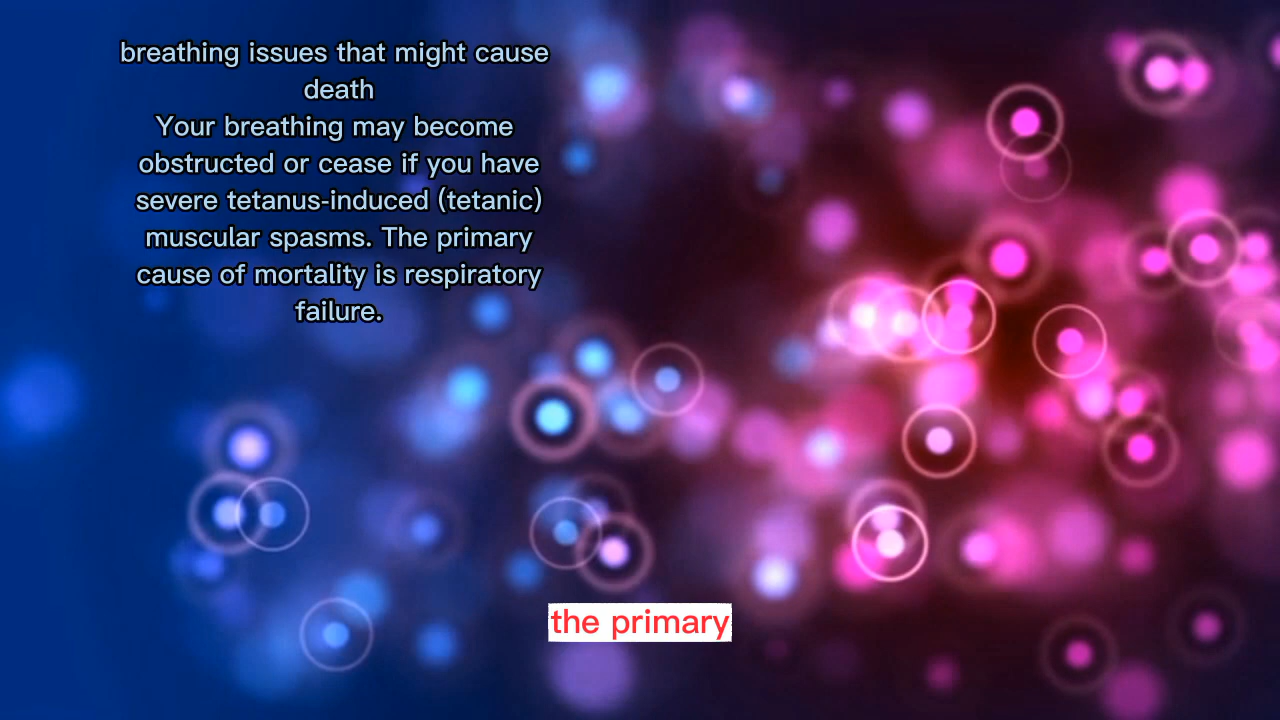 breathing issues that might cause
death
Your breathing may become
obstructed or cease if you have
severe tetanus-induced (tetanic)
muscular spasms. The primary
cause of mortality is respiratory
failure.
the primary